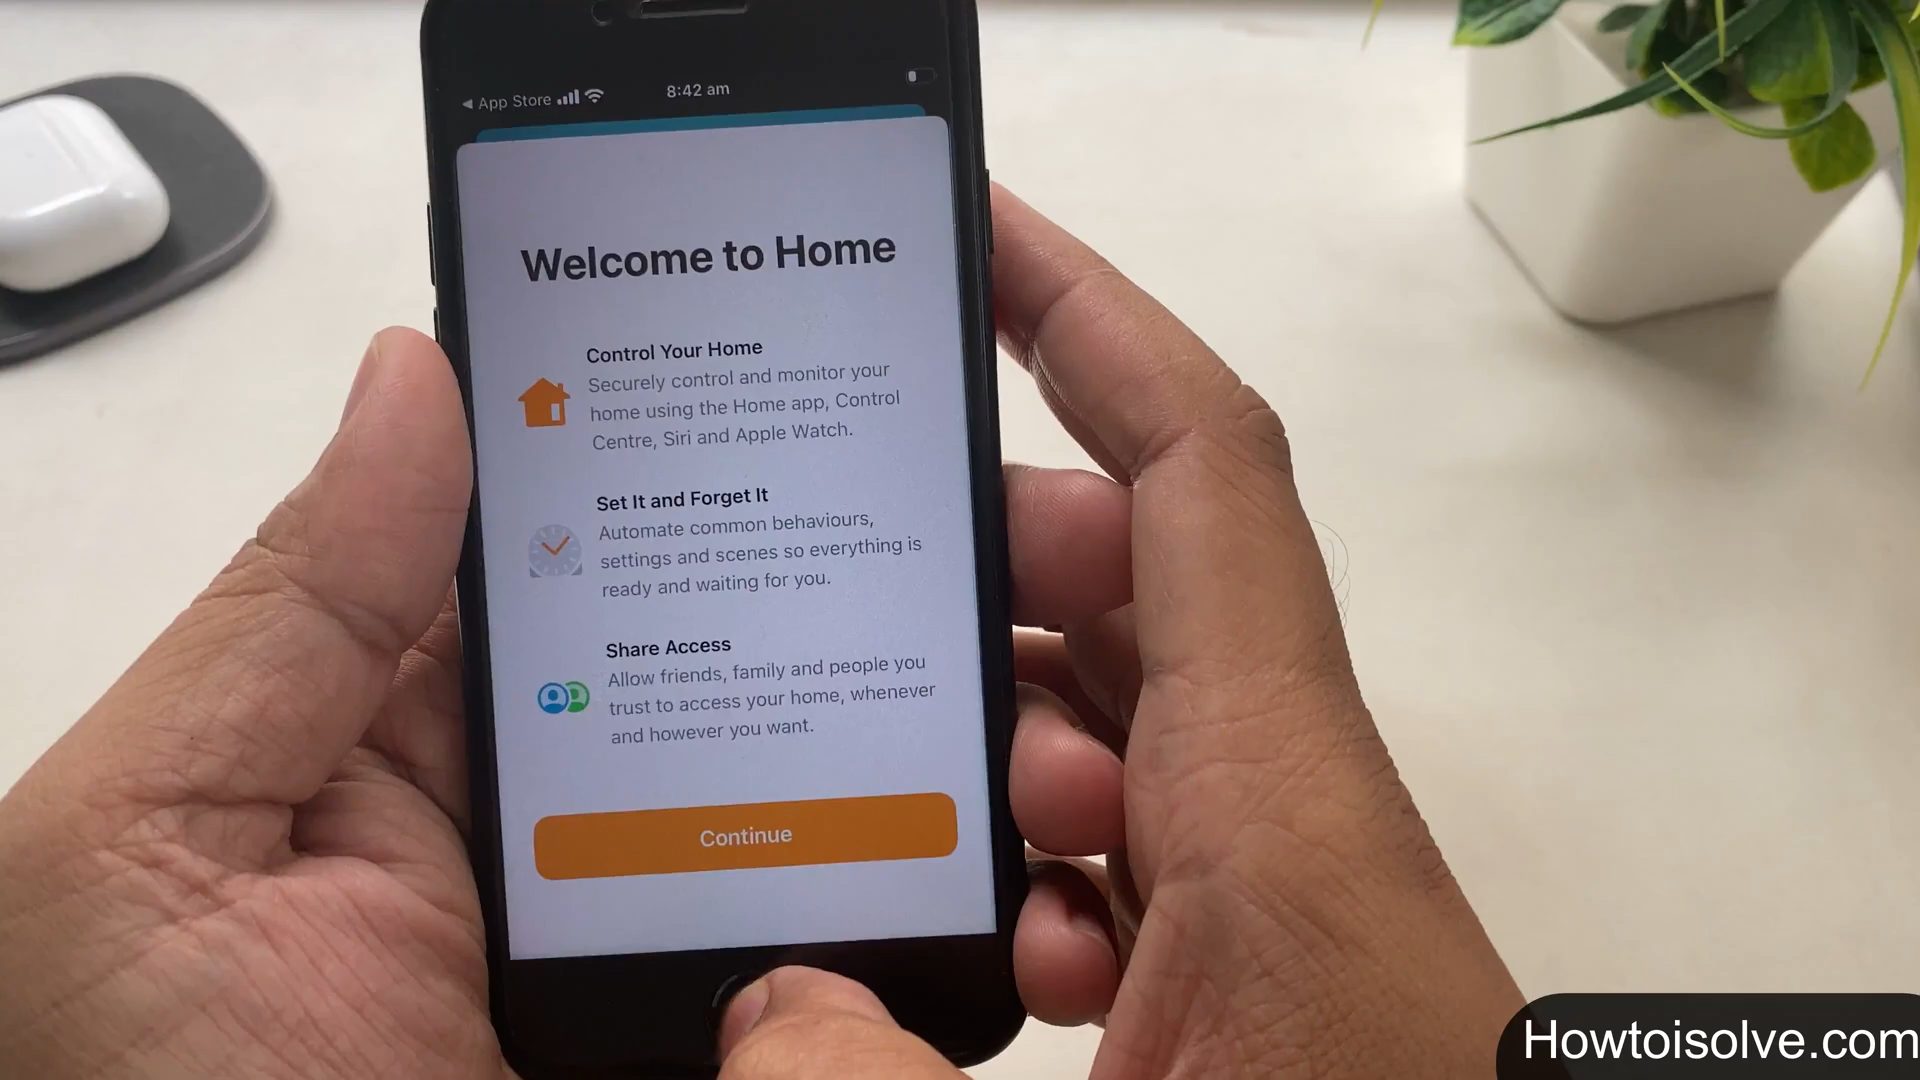 ◀ App Store
8:42 am
Welcome to Home
Control Your Home
Securely control and monitor your
home using the Home app, Control
Centre, Siri and Apple Watch.
Set It and Forget It
Automate common behaviours,
settings and scenes so everything is
ready and waiting for you.
Share Access
Allow friends, family and people you
trust to access your home, whenever
and however you want.
Continue
Howtoisolve.com